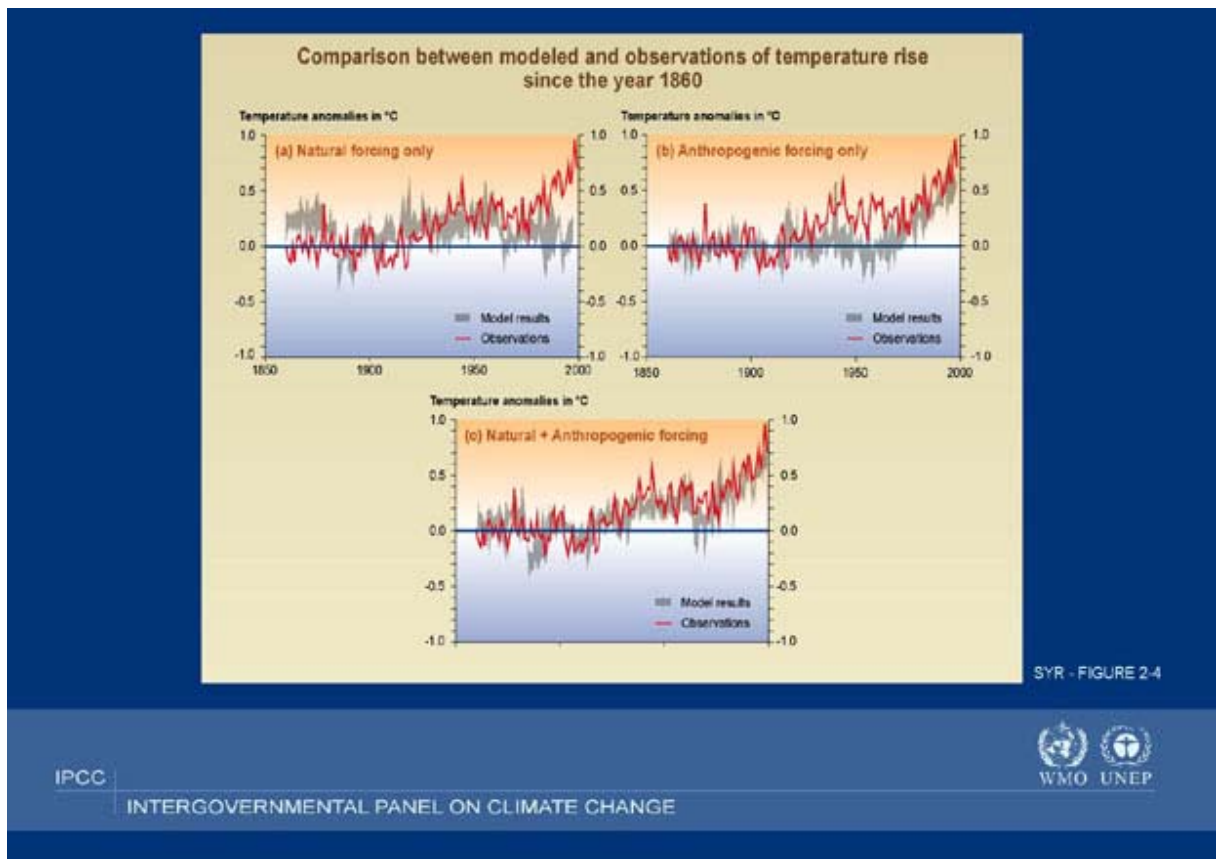 Comparison between modeled and observations of temperature rise
since the year 1860
Temperature anomalies in °C
1.0
0.5
0.0
-0.5
-1.0
(a) Natural forcing only
Model results
Observations
1.0
0.5
0.0
-0.5
-1.0
1850
1900
1950
2000
Temperature anomalies in °C
1.0
0.5
0.0
-0.5
-1.0
(b) Anthropogenic forcing only
Model results
Observations
1.0
0.5
0.0
-0.5
-1.0
1850
1900
1950
2000
Temperature anomalies in °C
1.0
0.5
0.0
-0.5
-1.0
(c) Natural + Anthropogenic forcing
Model results
Observations
1.0
0.5
0.0
-0.5
-1.0
SYR - FIGURE 2-4
WMO UNEP
IPCC
INTERGOVERNMENTAL PANEL ON CLIMATE CHANGE